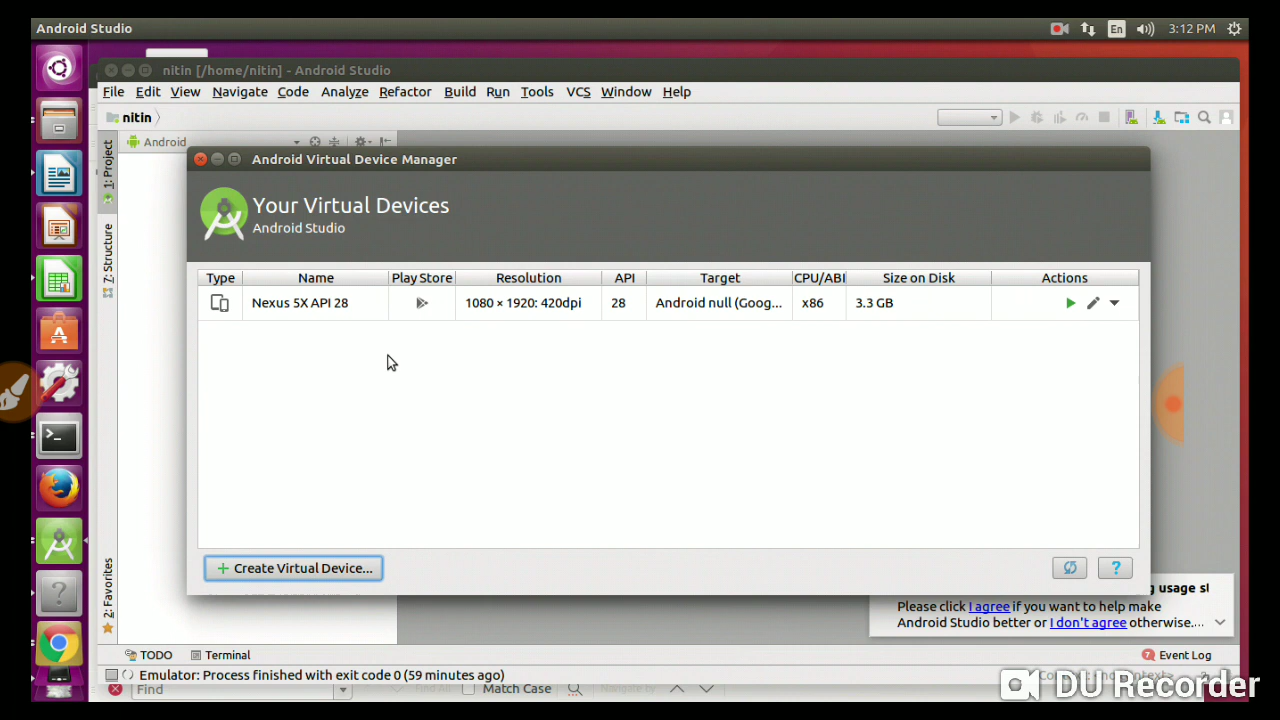 Android Studio
En
3:12 PM
nitin [/home/nitin] - Android Studio
File Edit View Navigate Code Analyze Refactor Build Run Tools VCS Window Help
nitin
Android
1: Project
Android Virtual Device Manager
Your Virtual Devices
Android Studio
Z: Structure
Type Name Play Store Resolution API Target CPU/ABI Size on Disk Actions
Nexus 5X API 28 1080 × 1920: 420dpi 28 Android null (Goog... x86 3.3 GB
+ Create Virtual Device...
?
2: Favorites
usage
Please click I agree if you want to help make
Android Studio better or I don't agree otherwise....
TODO Terminal 7 Event Log
Emulator: Process finished with exit code 0 (59 minutes ago)
Find Match Case
DU Recorder